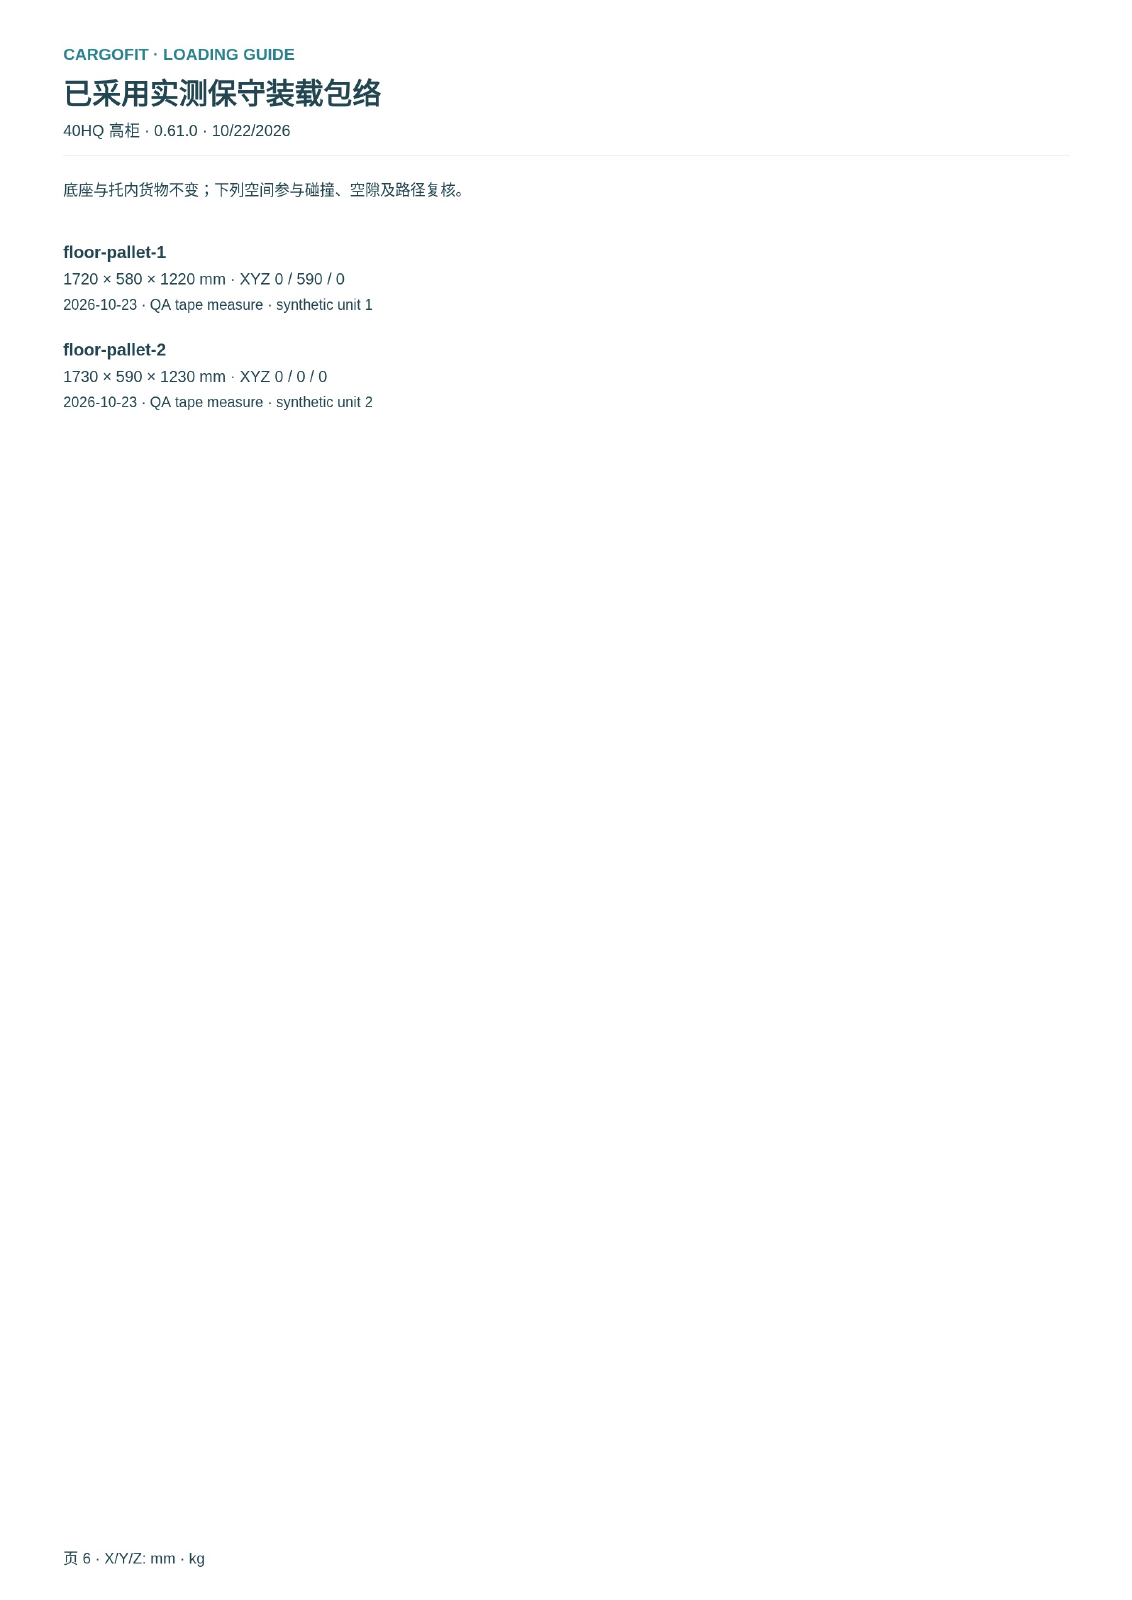 CARGOFIT · LOADING GUIDE
已采用实测保守装载包络
40HQ 高柜 · 0.61.0 · 10/22/2026
底座与托内货物不变；下列空间参与碰撞、空隙及路径复核。
floor-pallet-1
1720 × 580 × 1220 mm · XYZ 0 / 590 / 0
2026-10-23 · QA tape measure · synthetic unit 1
floor-pallet-2
1730 × 590 × 1230 mm · XYZ 0 / 0 / 0
2026-10-23 · QA tape measure · synthetic unit 2
页 6 · X/Y/Z: mm · kg